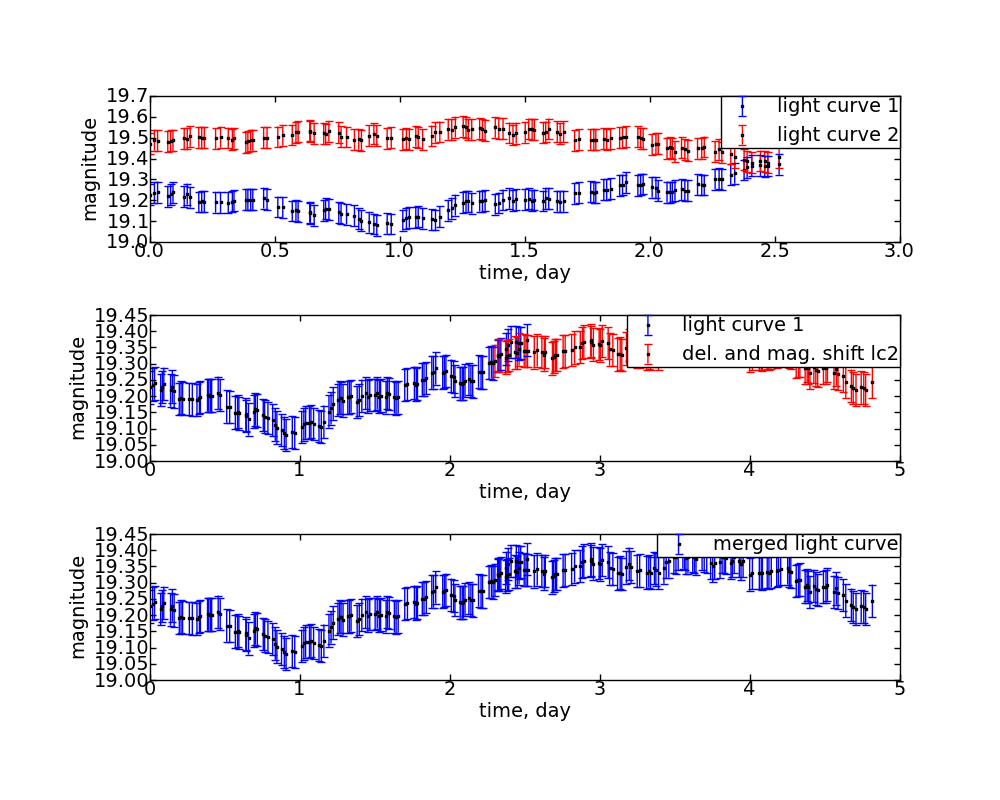 19.7
19.6
19.5
19.4
19.3
19.2
19.1
19.0
magnitude
light curve 1
light curve 2
0.0 0.5 1.0 1.5 2.0 2.5 3.0
time, day
19.45
19.40
19.35
19.30
19.25
19.20
19.15
19.10
19.05
19.00
magnitude
light curve 1
del. and mag. shift lc2
0 1 2 3 4 5
time, day
19.45
19.40
19.35
19.30
19.25
19.20
19.15
19.10
19.05
19.00
magnitude
merged light curve
0 1 2 3 4 5
time, day